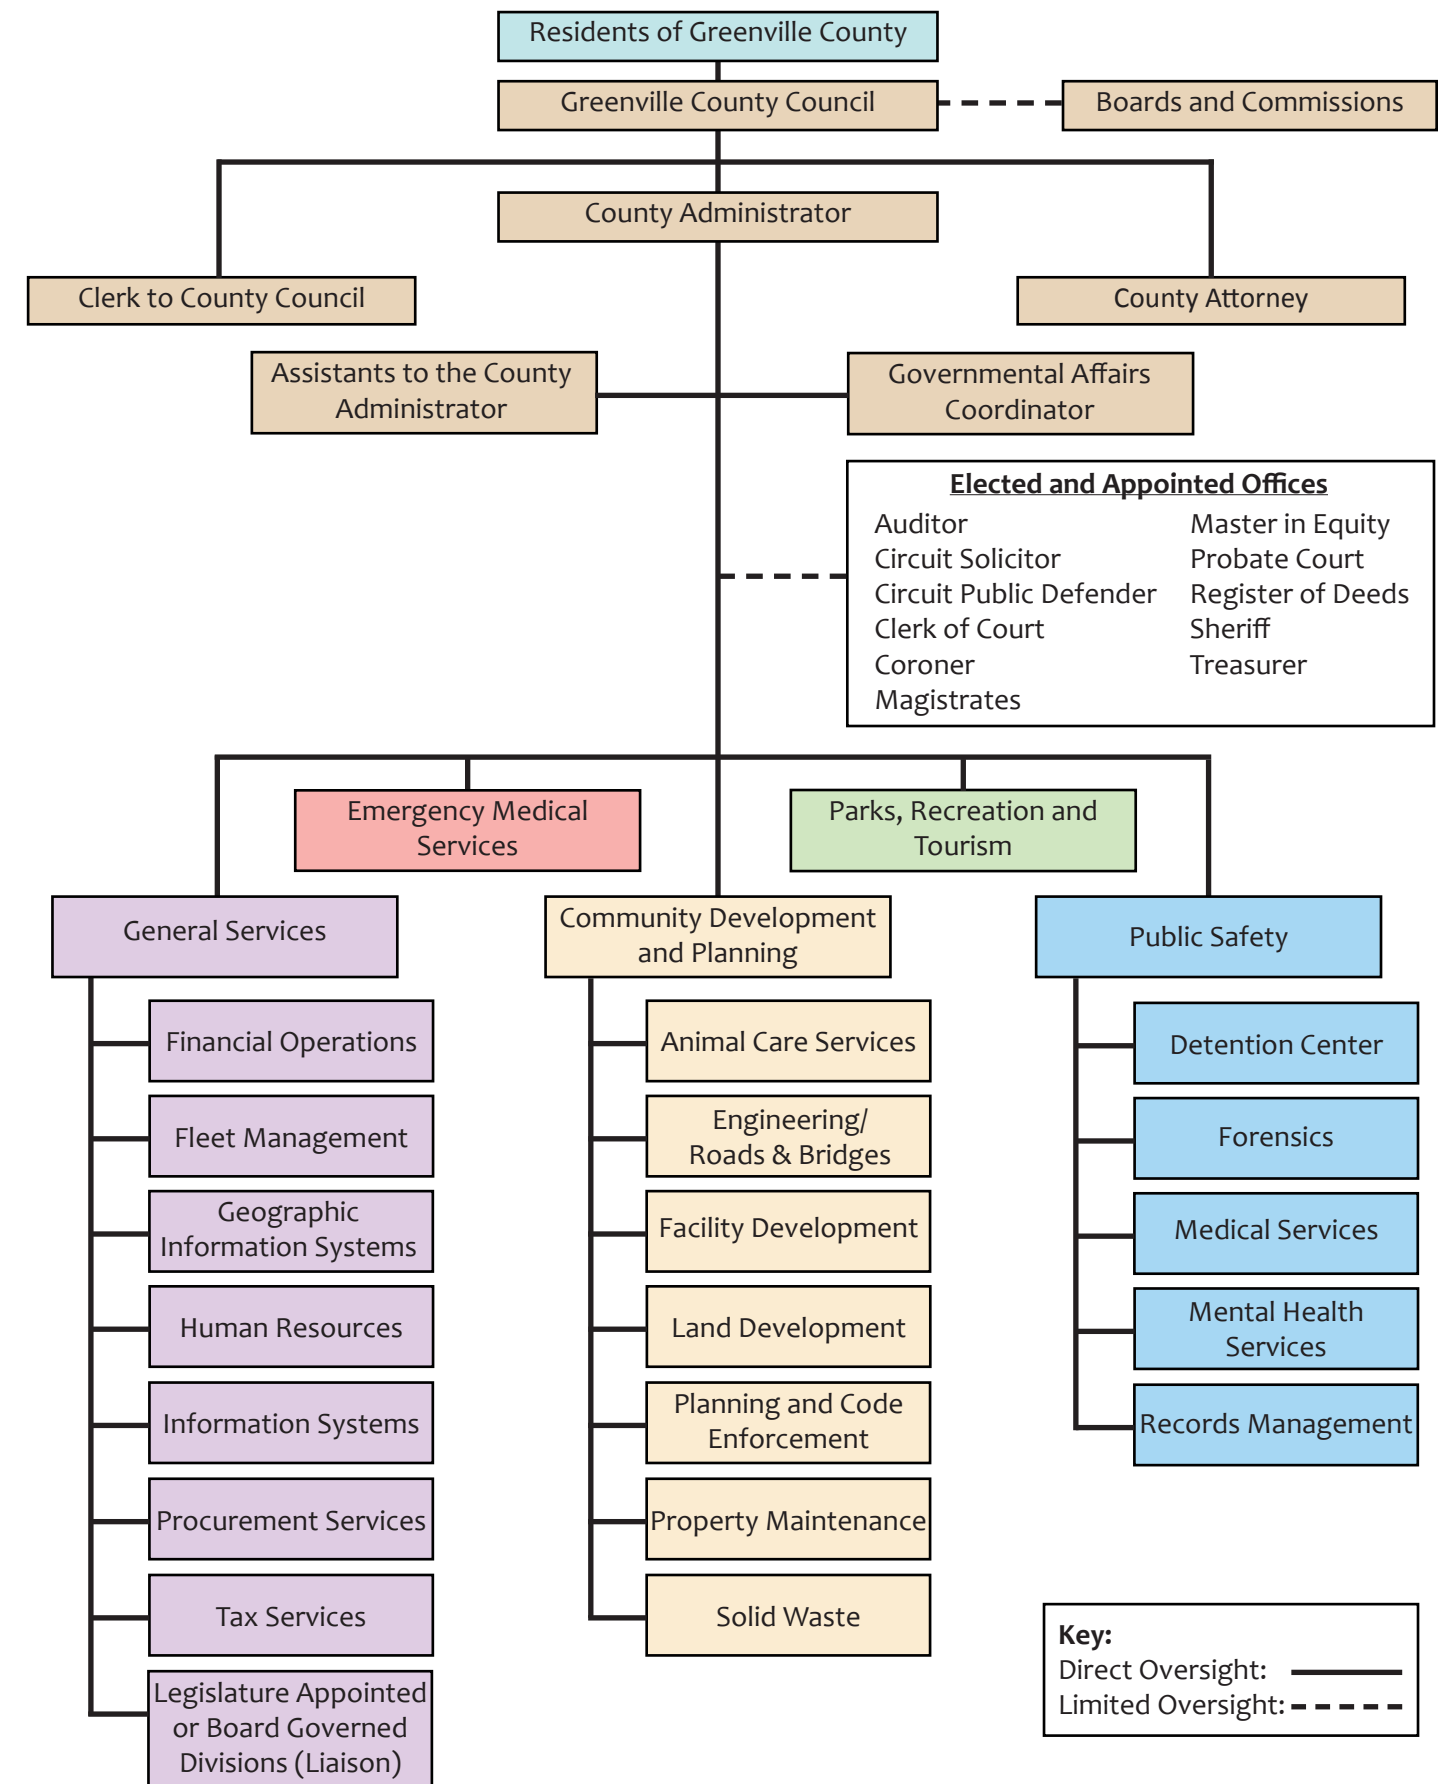 Residents of Greenville County
Greenville County Council
Boards and Commissions
County Administrator
Clerk to County Council
County Attorney
Assistants to the County
Administrator
Governmental Affairs
Coordinator
Elected and Appointed Offices
Auditor
Circuit Solicitor
Circuit Public Defender
Clerk of Court
Coroner
Magistrates
Master in Equity
Probate Court
Register of Deeds
Sheriff
Treasurer
Emergency Medical
Services
Parks, Recreation and
Tourism
General Services
Financial Operations
Fleet Management
Geographic
Information Systems
Human Resources
Information Systems
Procurement Services
Tax Services
Legislature Appointed
or Board Governed
Divisions (Liaison)
Community Development
and Planning
Animal Care Services
Engineering/
Roads & Bridges
Facility Development
Land Development
Planning and Code
Enforcement
Property Maintenance
Solid Waste
Public Safety
Detention Center
Forensics
Medical Services
Mental Health
Services
Records Management
Key:
Direct Oversight:
Limited Oversight: